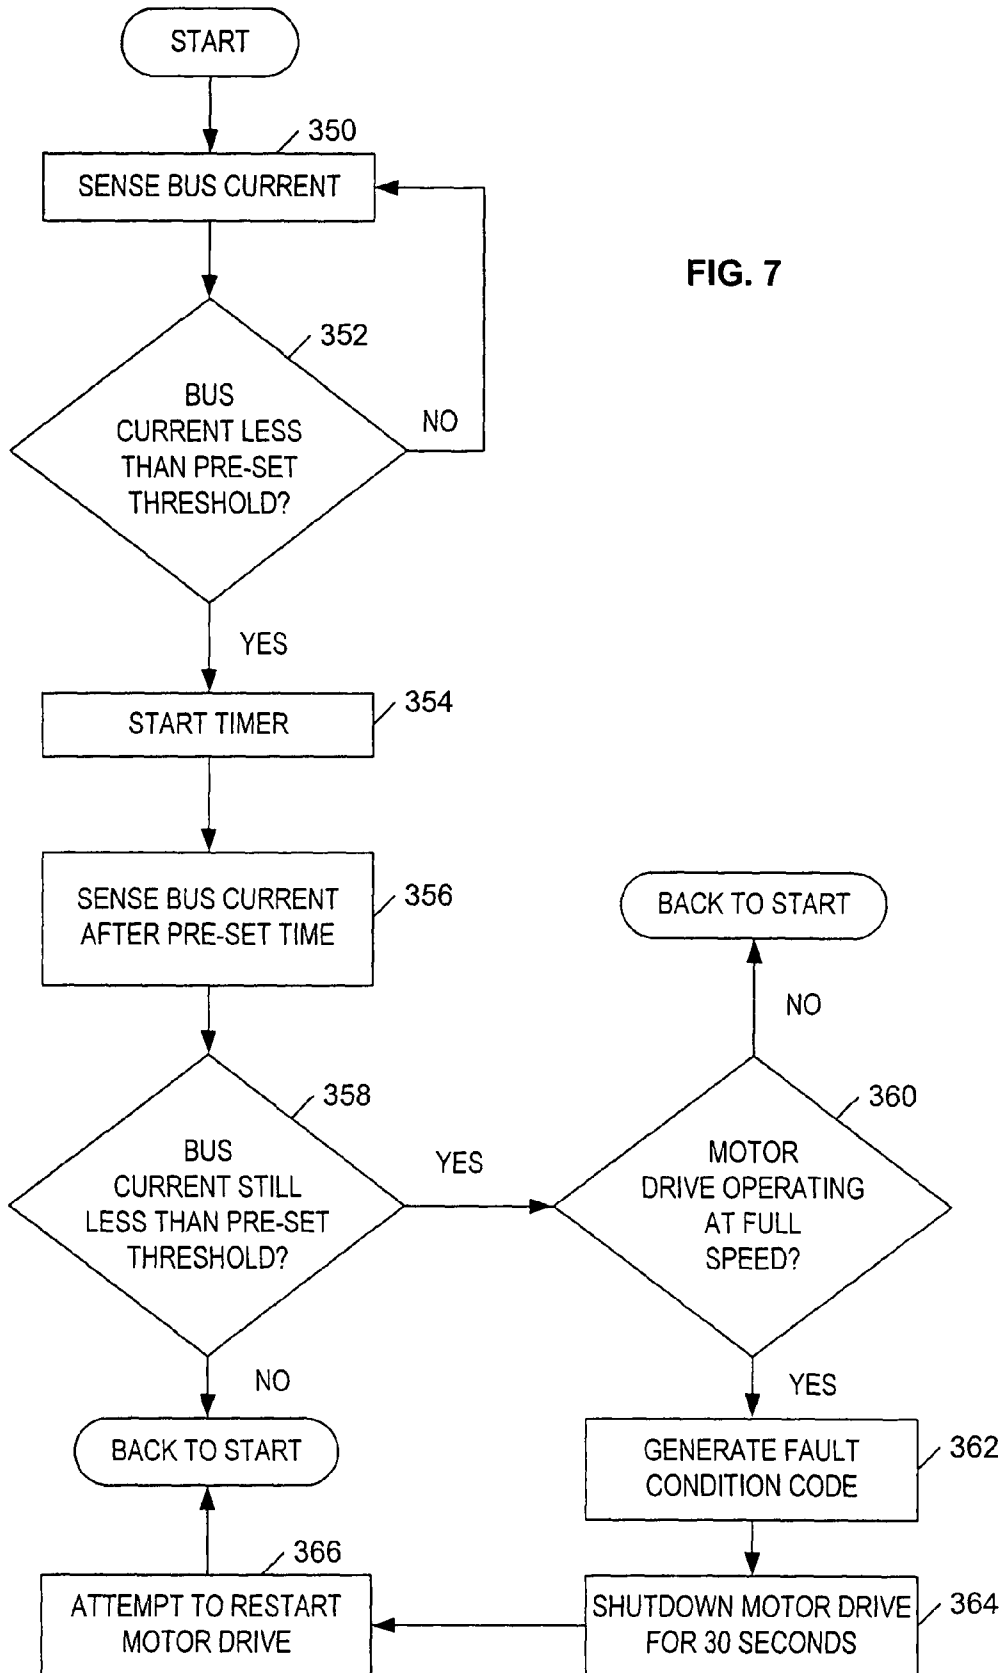 START
350
SENSE BUS CURRENT
FIG. 7
352
BUS
CURRENT LESS
THAN PRE-SET
THRESHOLD?
NO
YES
354
START TIMER
356
SENSE BUS CURRENT
AFTER PRE-SET TIME
BACK TO START
NO
358
BUS
CURRENT STILL
LESS THAN PRE-SET
THRESHOLD?
YES
360
MOTOR
DRIVE OPERATING
AT FULL
SPEED?
NO
YES
BACK TO START
GENERATE FAULT
CONDITION CODE
362
366
ATTEMPT TO RESTART
MOTOR DRIVE
SHUTDOWN MOTOR DRIVE
FOR 30 SECONDS
364